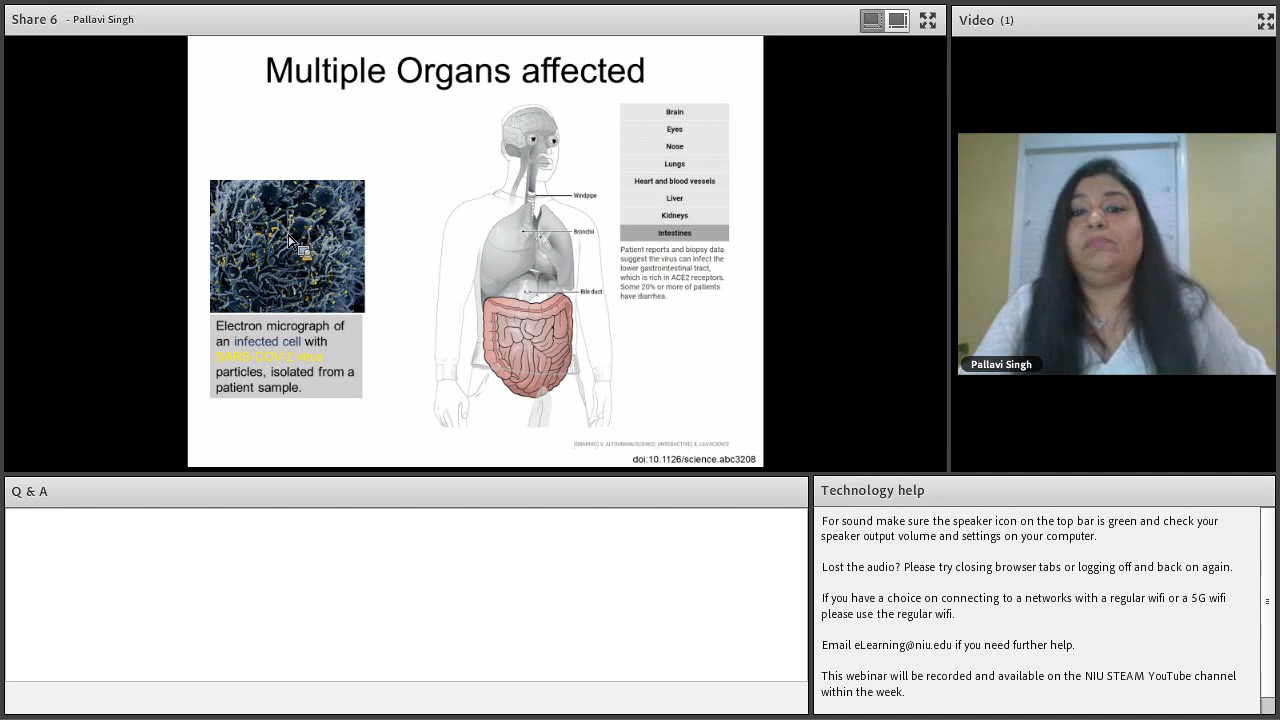 Share 6 - Pallavi Singh
Multiple Organs affected
Electron micrograph of
an infected cell with
SARS-COV-2 virus
particles, isolated from a
patient sample.
Windpipe
Bronchii
Bile duct
Brain
Eyes
Nose
Lungs
Heart and blood vessels
Liver
Kidneys
Intestines
Patient reports and biopsy data
suggest the virus can infect the
lower gastrointestinal tract,
which is rich in ACE2 receptors.
Some 20% or more of patients
have diarrhea.
(GRAPHIC) V. ALTOUNIAN/SCIENCE; (INTERACTIVE) X. LIU/SCIENCE
doi:10.1126/science.abc3208
Video (1)
Pallavi Singh
Q & A
Technology help
For sound make sure the speaker icon on the top bar is green and check your
speaker output volume and settings on your computer.
Lost the audio? Please try closing browser tabs or logging off and back on again.
If you have a choice on connecting to a networks with a regular wifi or a 5G wifi
please use the regular wifi.
Email eLearning@niu.edu if you need further help.
This webinar will be recorded and available on the NIU STEAM YouTube channel
within the week.